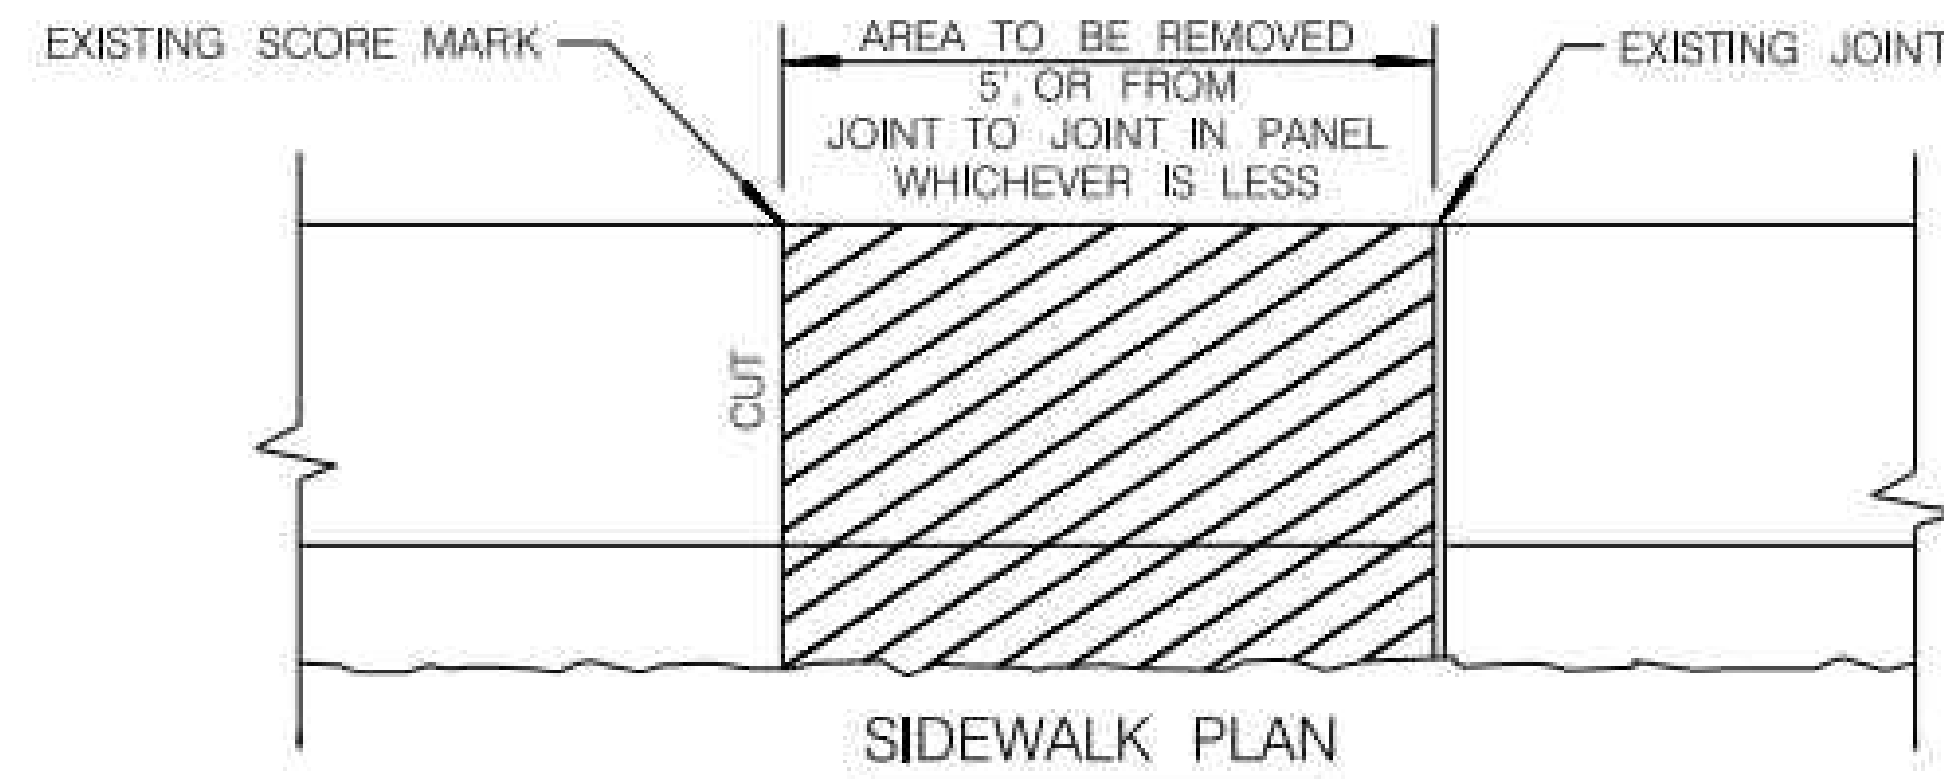 EXISTING SCORE MARK
AREA TO BE REMOVED
5', OR FROM
JOINT TO JOINT IN PANEL
WHICHEVER IS LESS
EXISTING JOINT
CUT
SIDEWALK PLAN